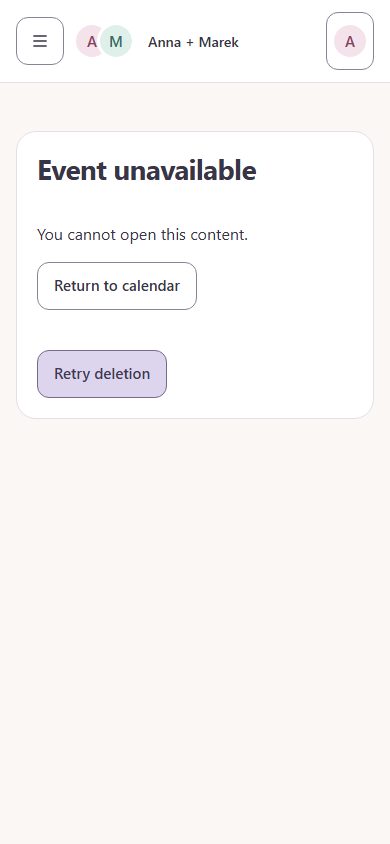 A M Anna + Marek A
Event unavailable
You cannot open this content.
Return to calendar
Retry deletion